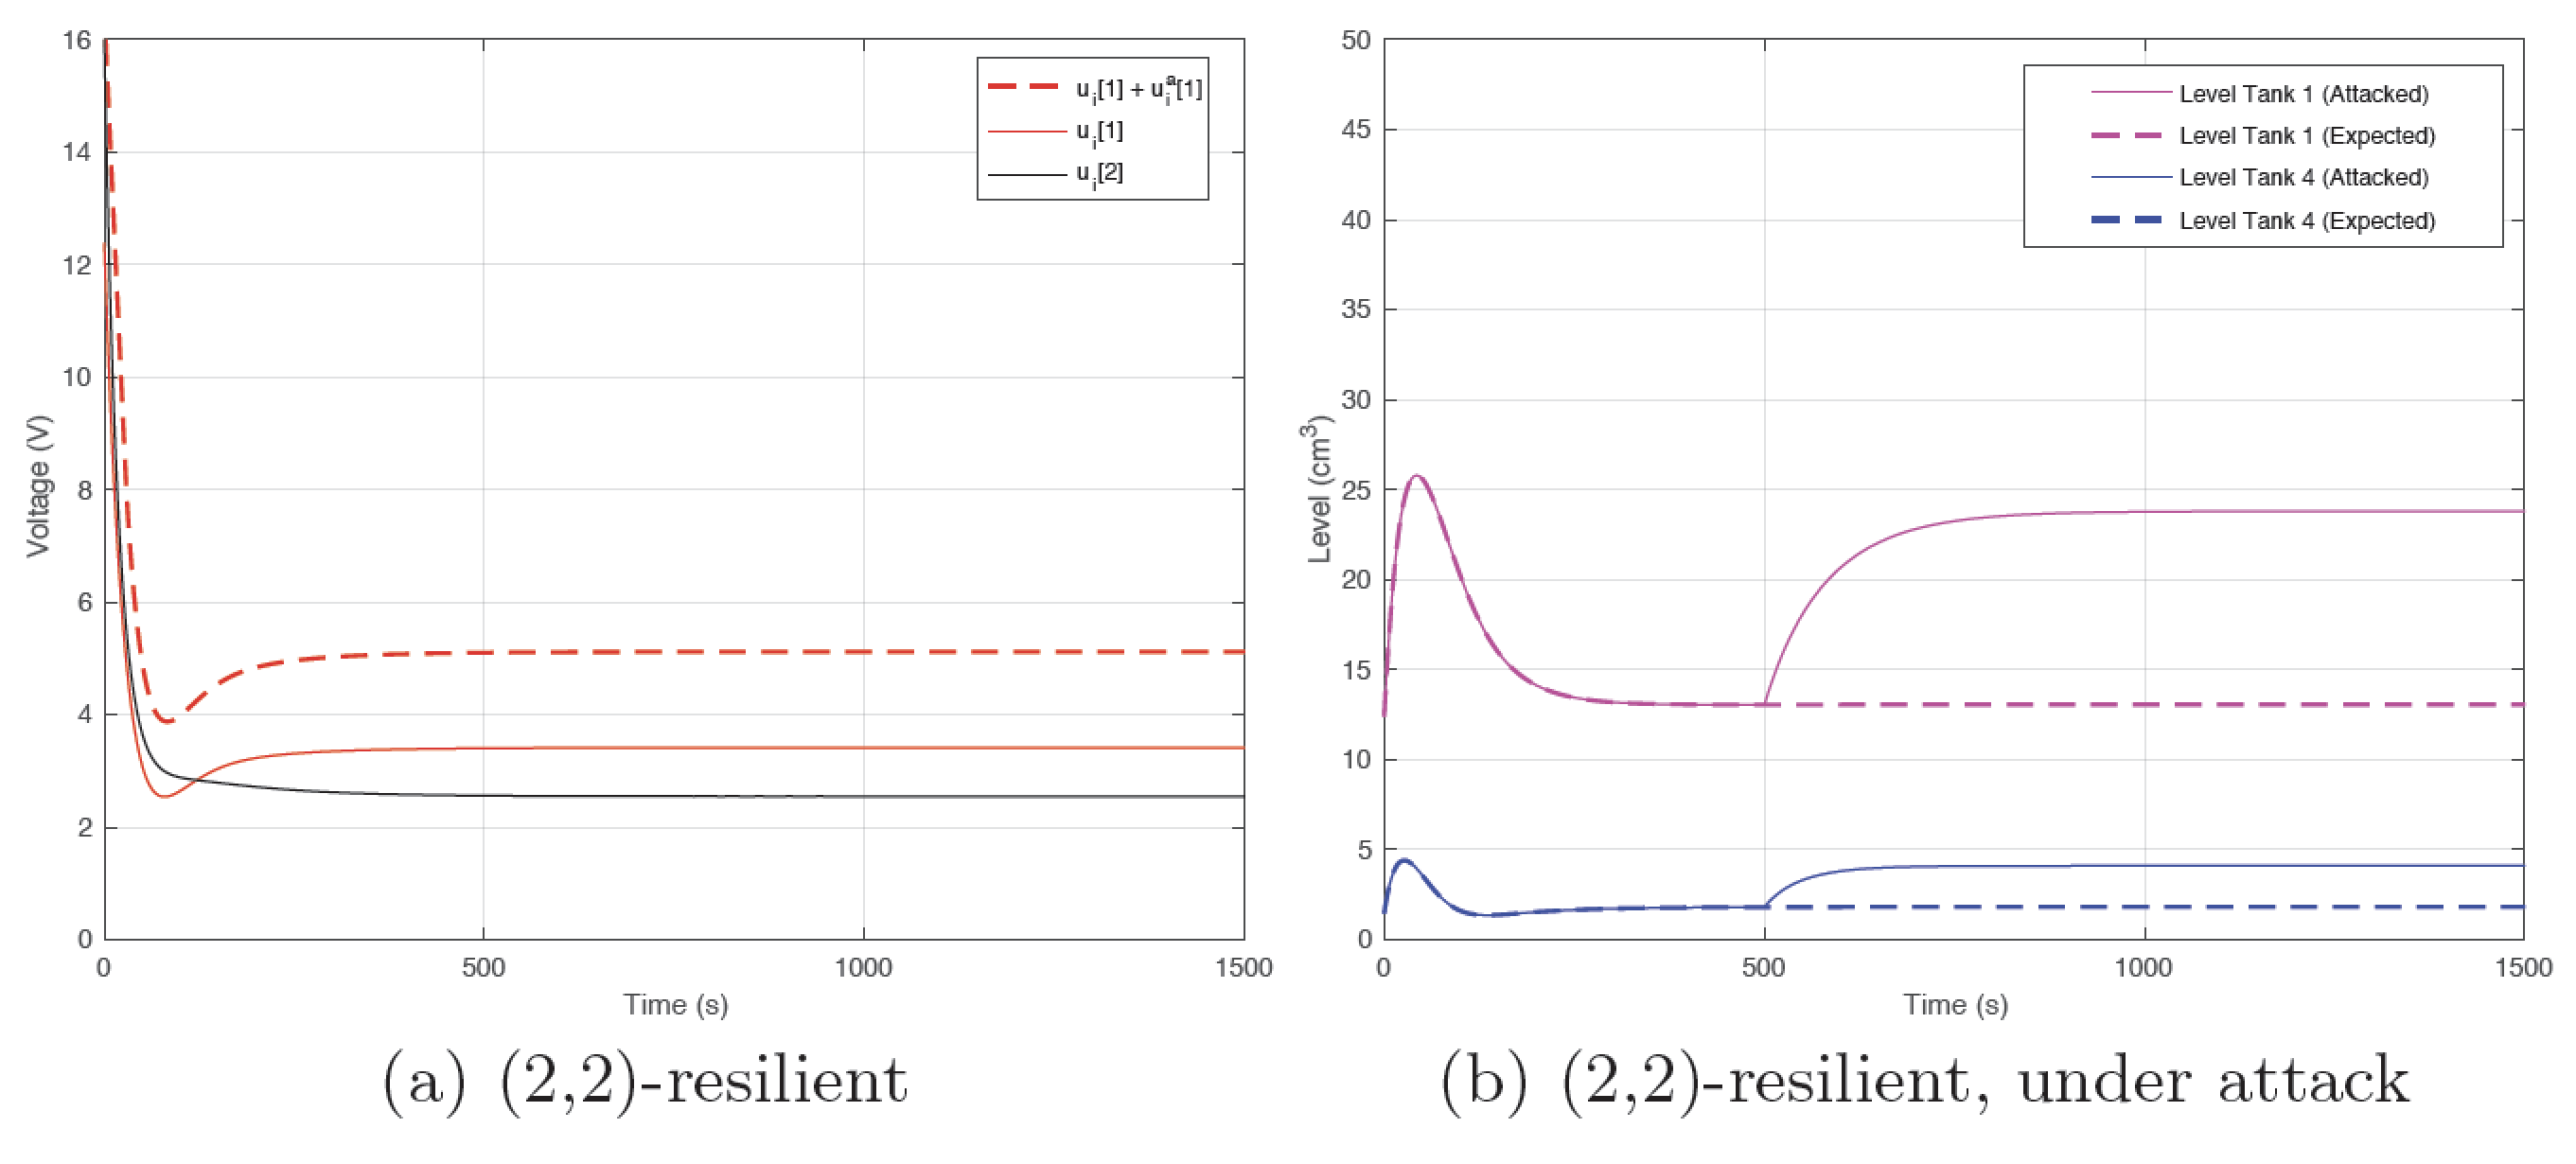 16
14
12
10
8
6
4
2
0
0 500 1000 1500
Voltage (V)
Time (s)
u_i[1] + u_i^a[1]
u_i[1]
u_i[2]
(a) (2,2)-resilient
50
45
40
35
30
25
20
15
10
5
0
0 500 1000 1500
Level (cm³)
Time (s)
Level Tank 1 (Attacked)
Level Tank 1 (Expected)
Level Tank 4 (Attacked)
Level Tank 4 (Expected)
(b) (2,2)-resilient, under attack